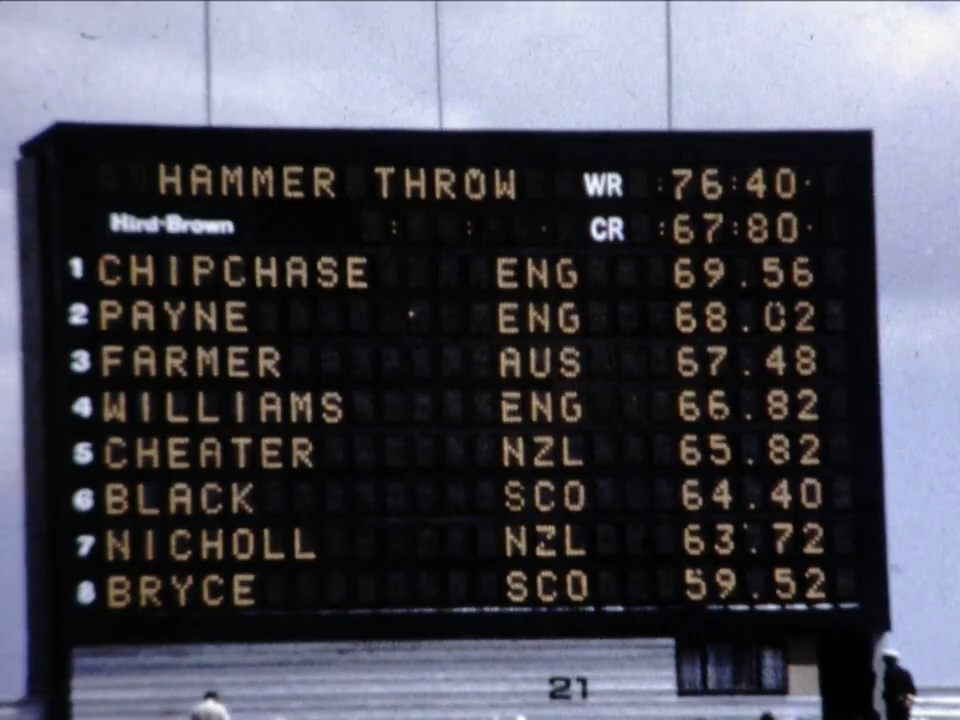 HAMMER THROW WR :76:40
Hird-Brown : : . CR :67:80
1 CHIPCHASE ENG 69.56
2 PAYNE ENG 68.02
3 FARMER AUS 67.48
4 WILLIAMS ENG 66.82
5 CHEATER NZL 65.82
6 BLACK SCO 64.40
7 NICHOLL NZL 63.72
8 BRYCE SCO 59.52
21